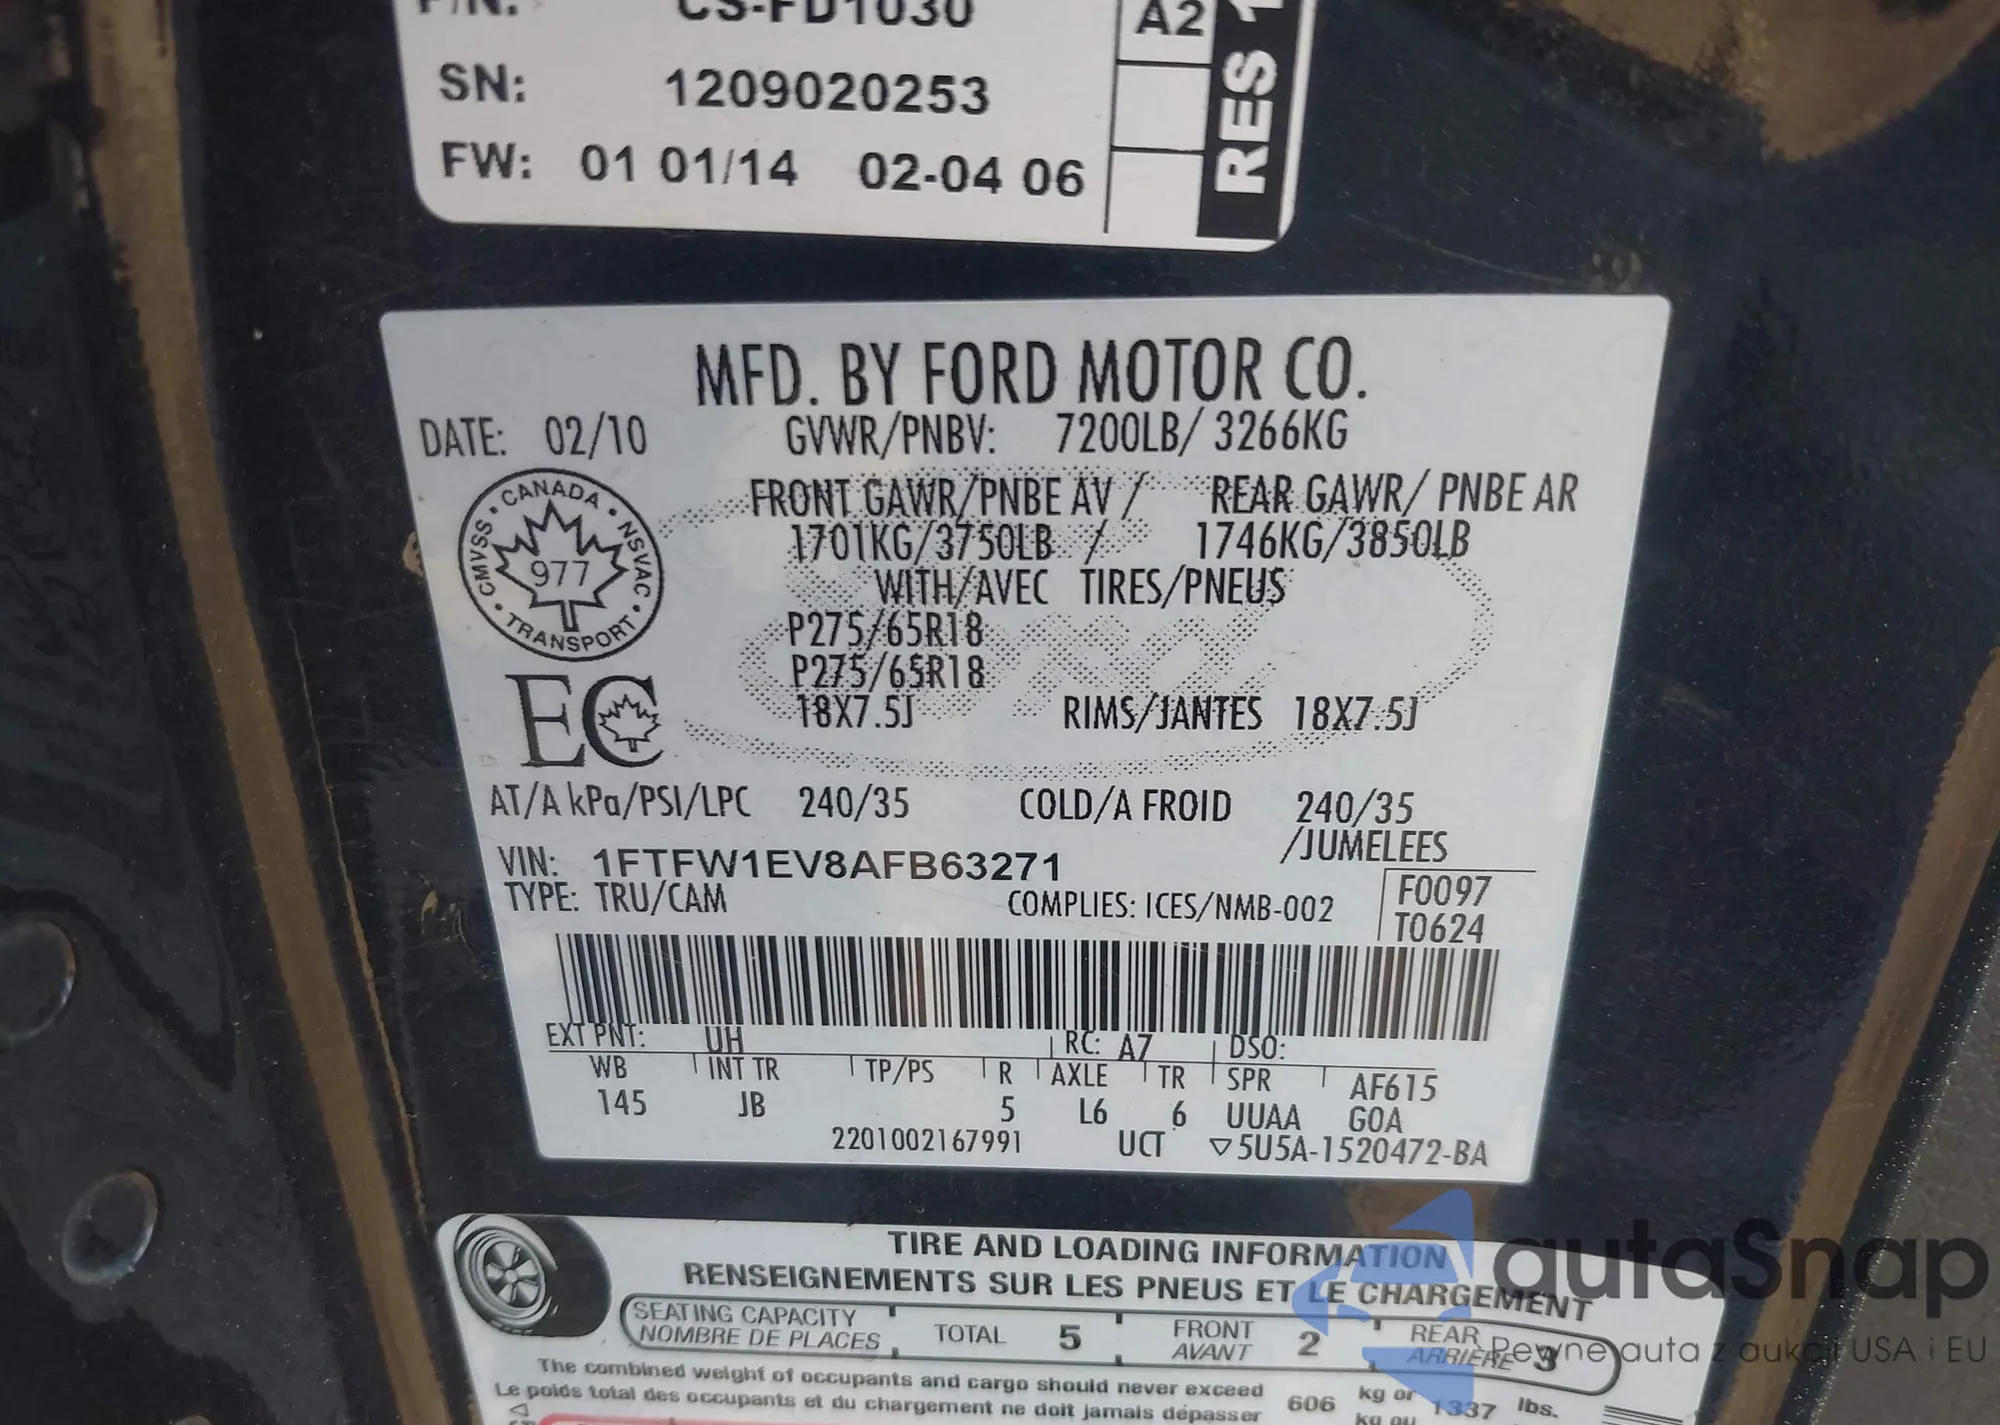 P/N: CS-FD1030
A2
SN: 1209020253
RES 1
FW: 01 01/14 02-04 06
MFD. BY FORD MOTOR CO.
DATE: 02/10 GVWR/PNBV: 7200LB/ 3266KG
FRONT GAWR/PNBE AV / REAR GAWR/ PNBE AR
1701KG/3750LB / 1746KG/3850LB
WITH/AVEC TIRES/PNEUS
CANADA • NSVAC • TRANSPORT • CMVSS •
977
P275/65R18
P275/65R18
18X7.5J RIMS/JANTES 18X7.5J
EC
AT/A kPa/PSI/LPC 240/35 COLD/A FROID 240/35
/JUMELEES
VIN: 1FTFW1EV8AFB63271
TYPE: TRU/CAM COMPLIES: ICES/NMB-002
F0097
T0624
EXT PNT: UH RC: A7 DSO:
WB INT TR TP/PS R AXLE TR SPR AF615
145 JB 5 L6 6 UUAA GOA
2201002167991 UCT ▽5U5A-1520472-BA
TIRE AND LOADING INFORMATION
RENSEIGNEMENTS SUR LES PNEUS ET LE CHARGEMENT
SEATING CAPACITY
NOMBRE DE PLACES
TOTAL 5
FRONT
AVANT
2
REAR
ARRIÈRE
3
The combined weight of occupants and cargo should never exceed
Le poids total des occupants et du chargement ne doit jamais dépasser
606
kg or
kg ou
1337 lbs.
autaSnap
Pewne auta z aukcji USA i EU